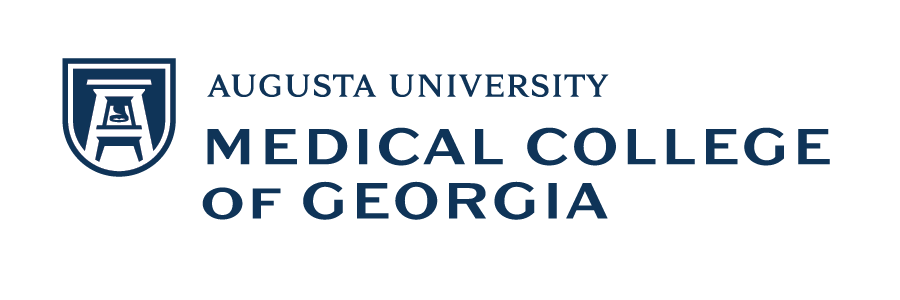 AUGUSTA UNIVERSITY
MEDICAL COLLEGE
OF GEORGIA